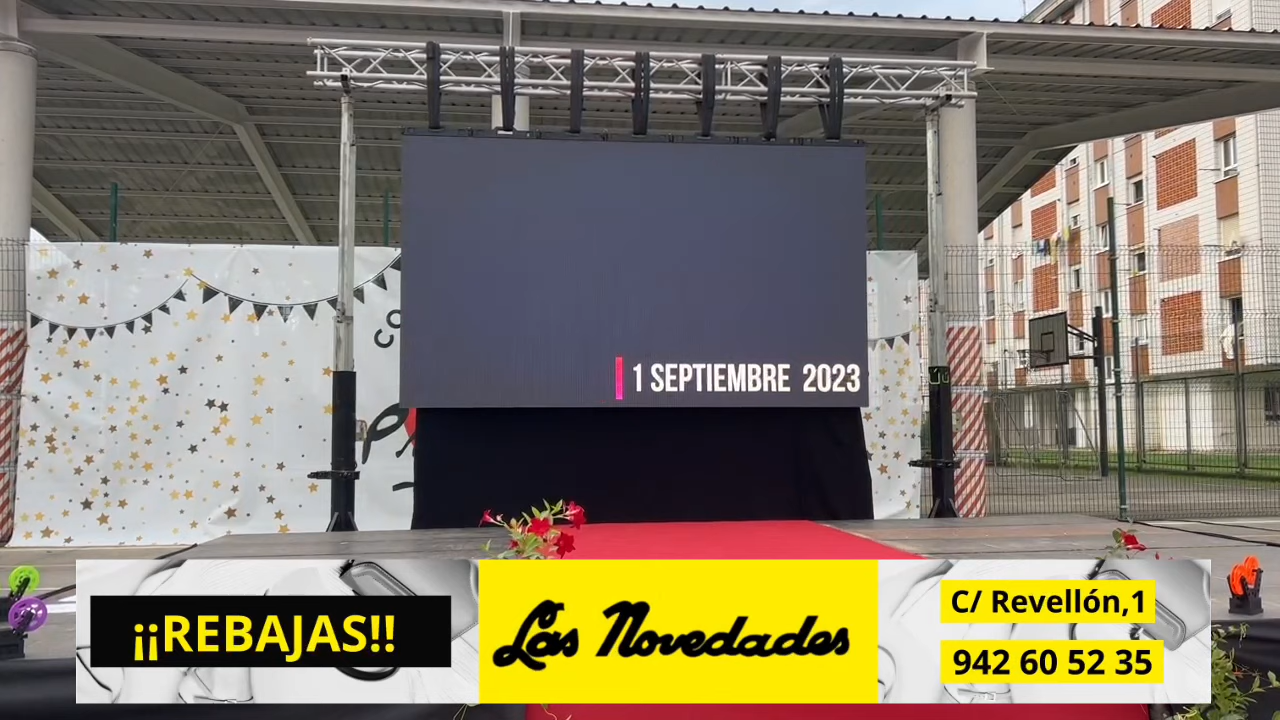 1 SEPTIEMBRE 2023
¡¡REBAJAS!!
Las Novedades
C/ Revellón,1
942 60 52 35